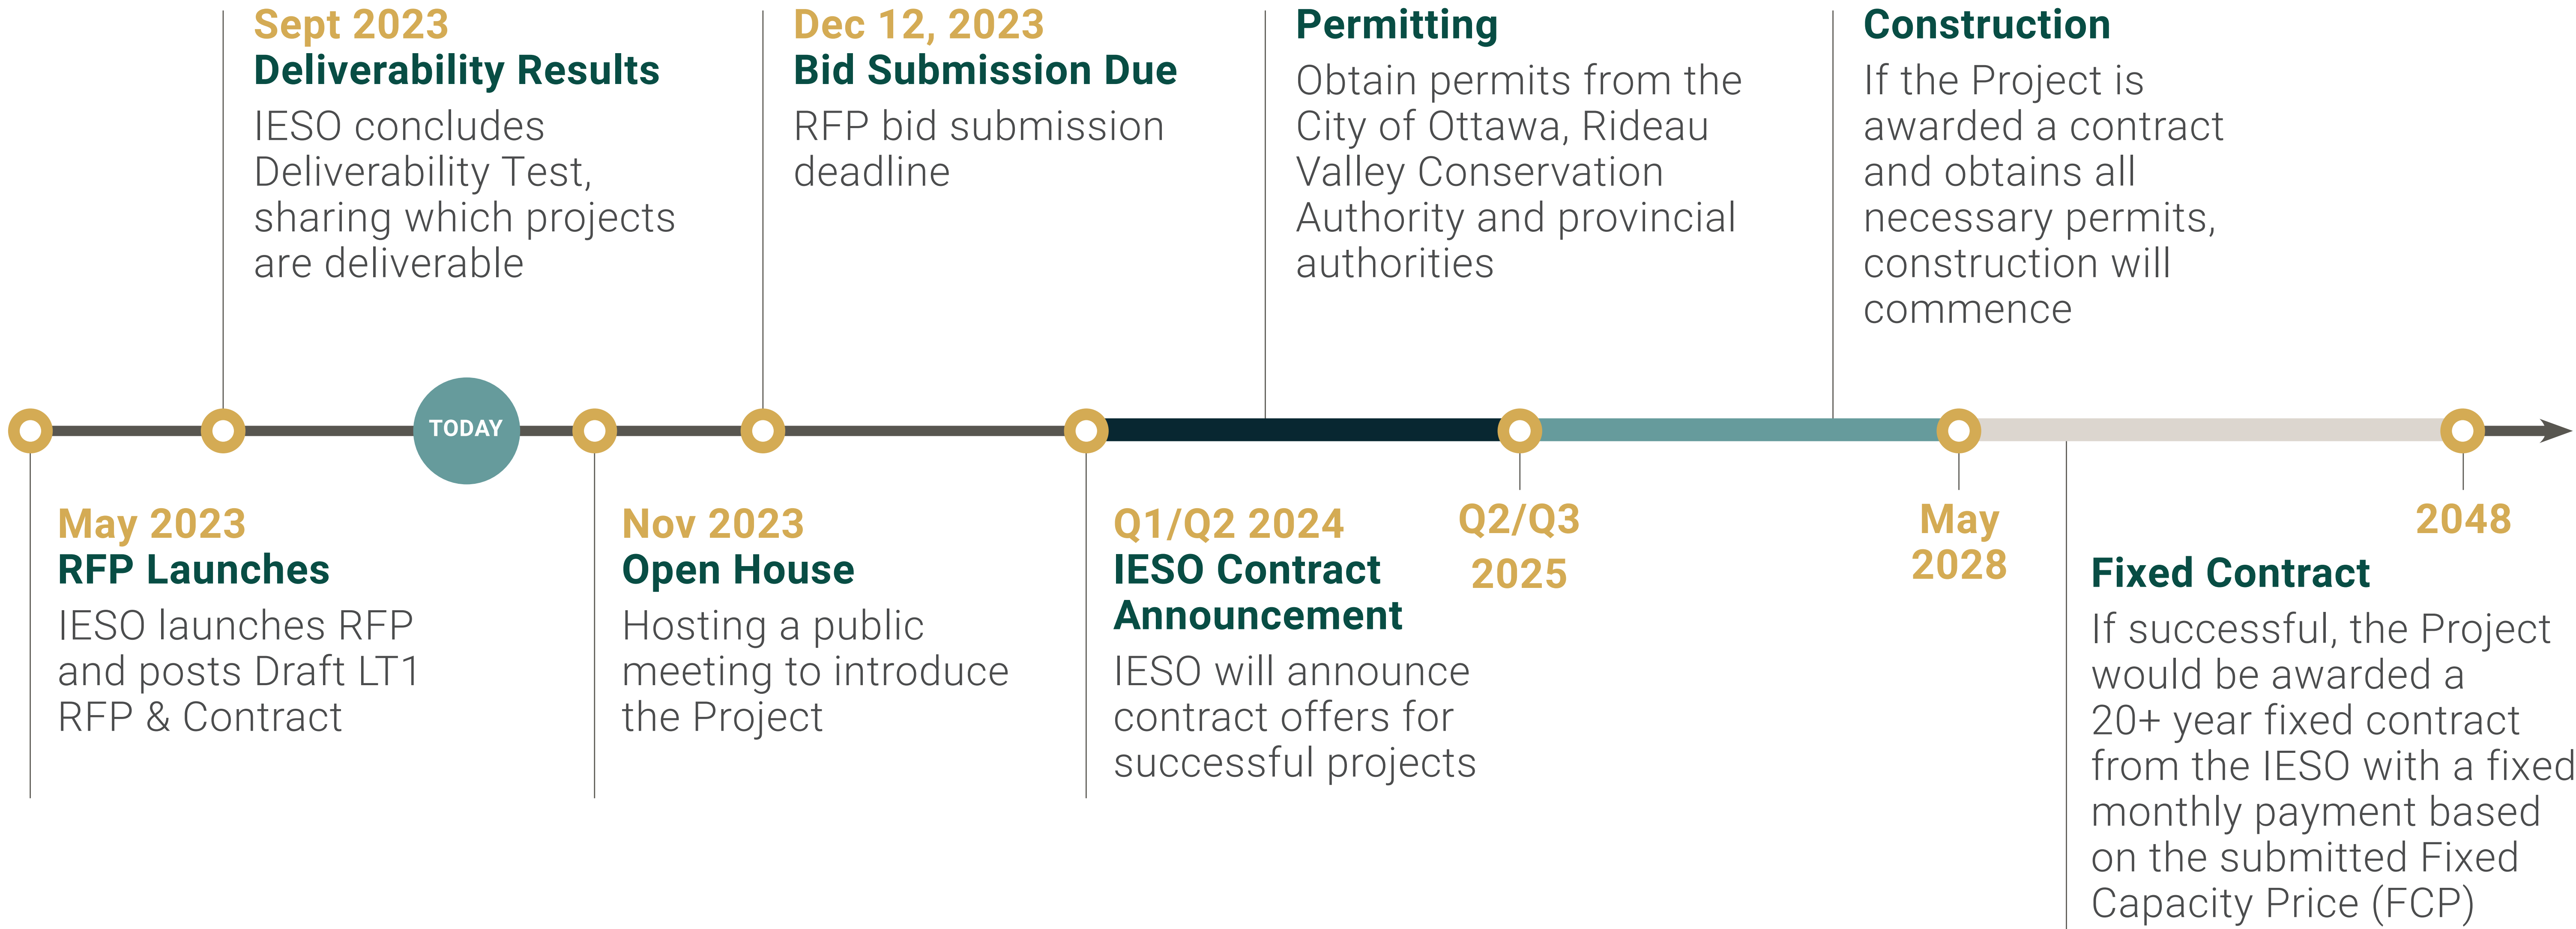 Sept 2023
Deliverability Results
IESO concludes
Deliverability Test,
sharing which projects
are deliverable
Dec 12, 2023
Bid Submission Due
RFP bid submission
deadline
Permitting
Obtain permits from the
City of Ottawa, Rideau
Valley Conservation
Authority and provincial
authorities
Construction
If the Project is
awarded a contract
and obtains all
necessary permits,
construction will
commence
TODAY
May 2023
RFP Launches
IESO launches RFP
and posts Draft LT1
RFP & Contract
Nov 2023
Open House
Hosting a public
meeting to introduce
the Project
Q1/Q2 2024
IESO Contract
Announcement
IESO will announce
contract offers for
successful projects
Q2/Q3
2025
May
2028
2048
Fixed Contract
If successful, the Project
would be awarded a
20+ year fixed contract
from the IESO with a fixed
monthly payment based
on the submitted Fixed
Capacity Price (FCP)